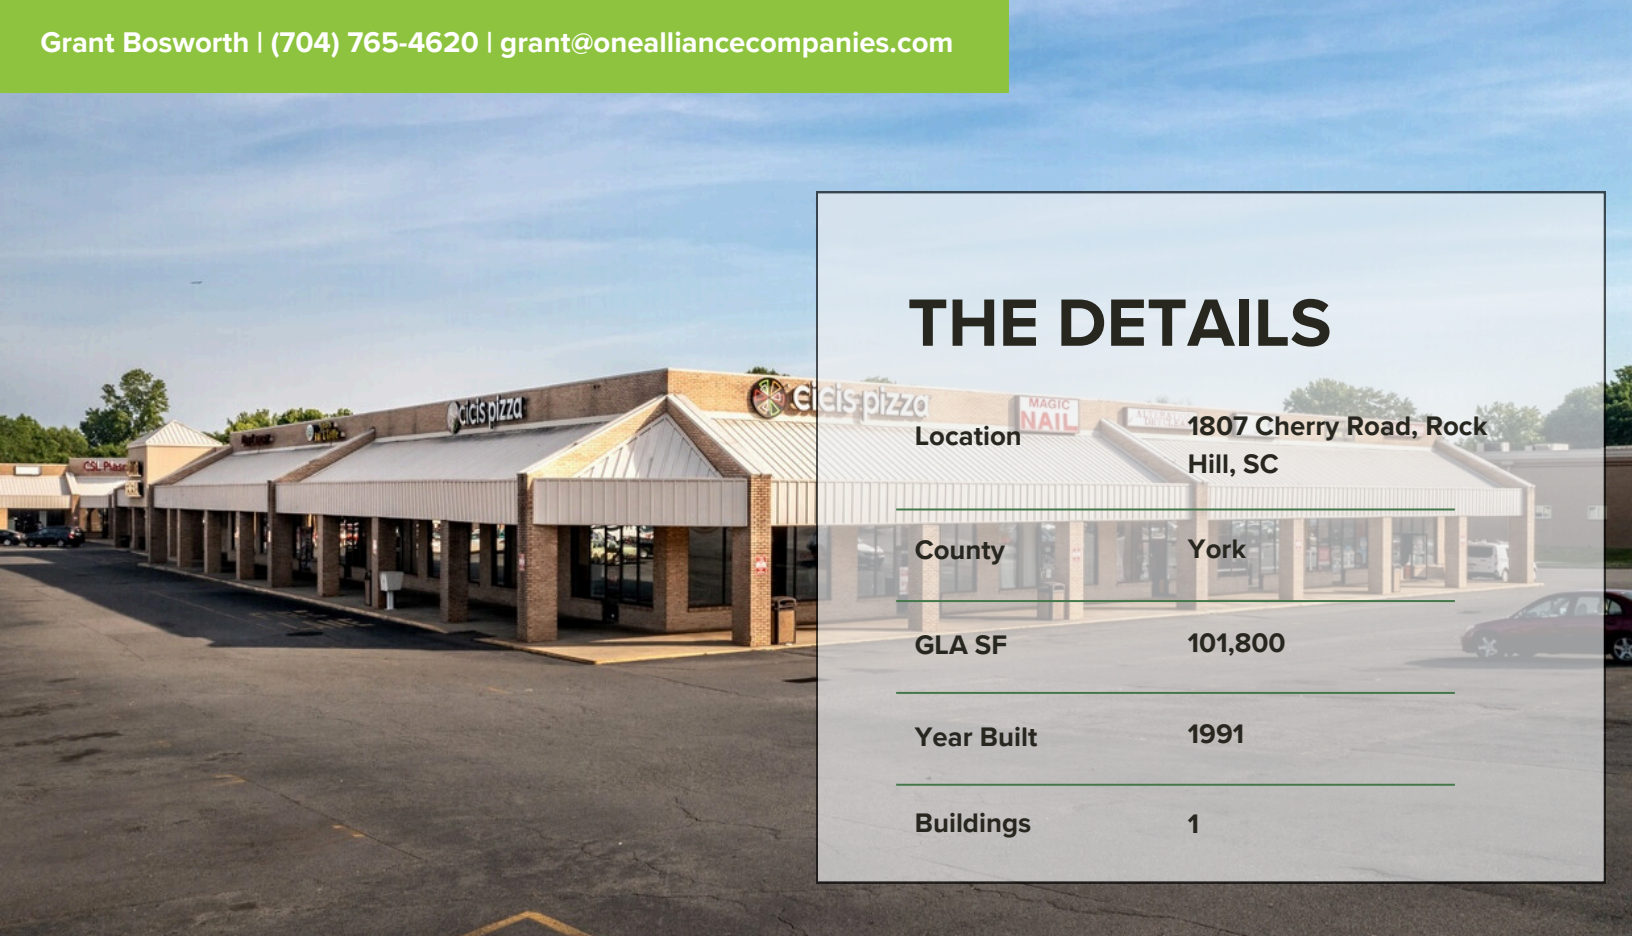 Grant Bosworth | (704) 765-4620 | grant@onealliancecompanies.com
THE DETAILS
cicis pizza
cicis pizza
MAGIC
NAIL
CSL Plasma
Location
1807 Cherry Road, Rock
Hill, SC
County
York
GLA SF
101,800
Year Built
1991
Buildings
1